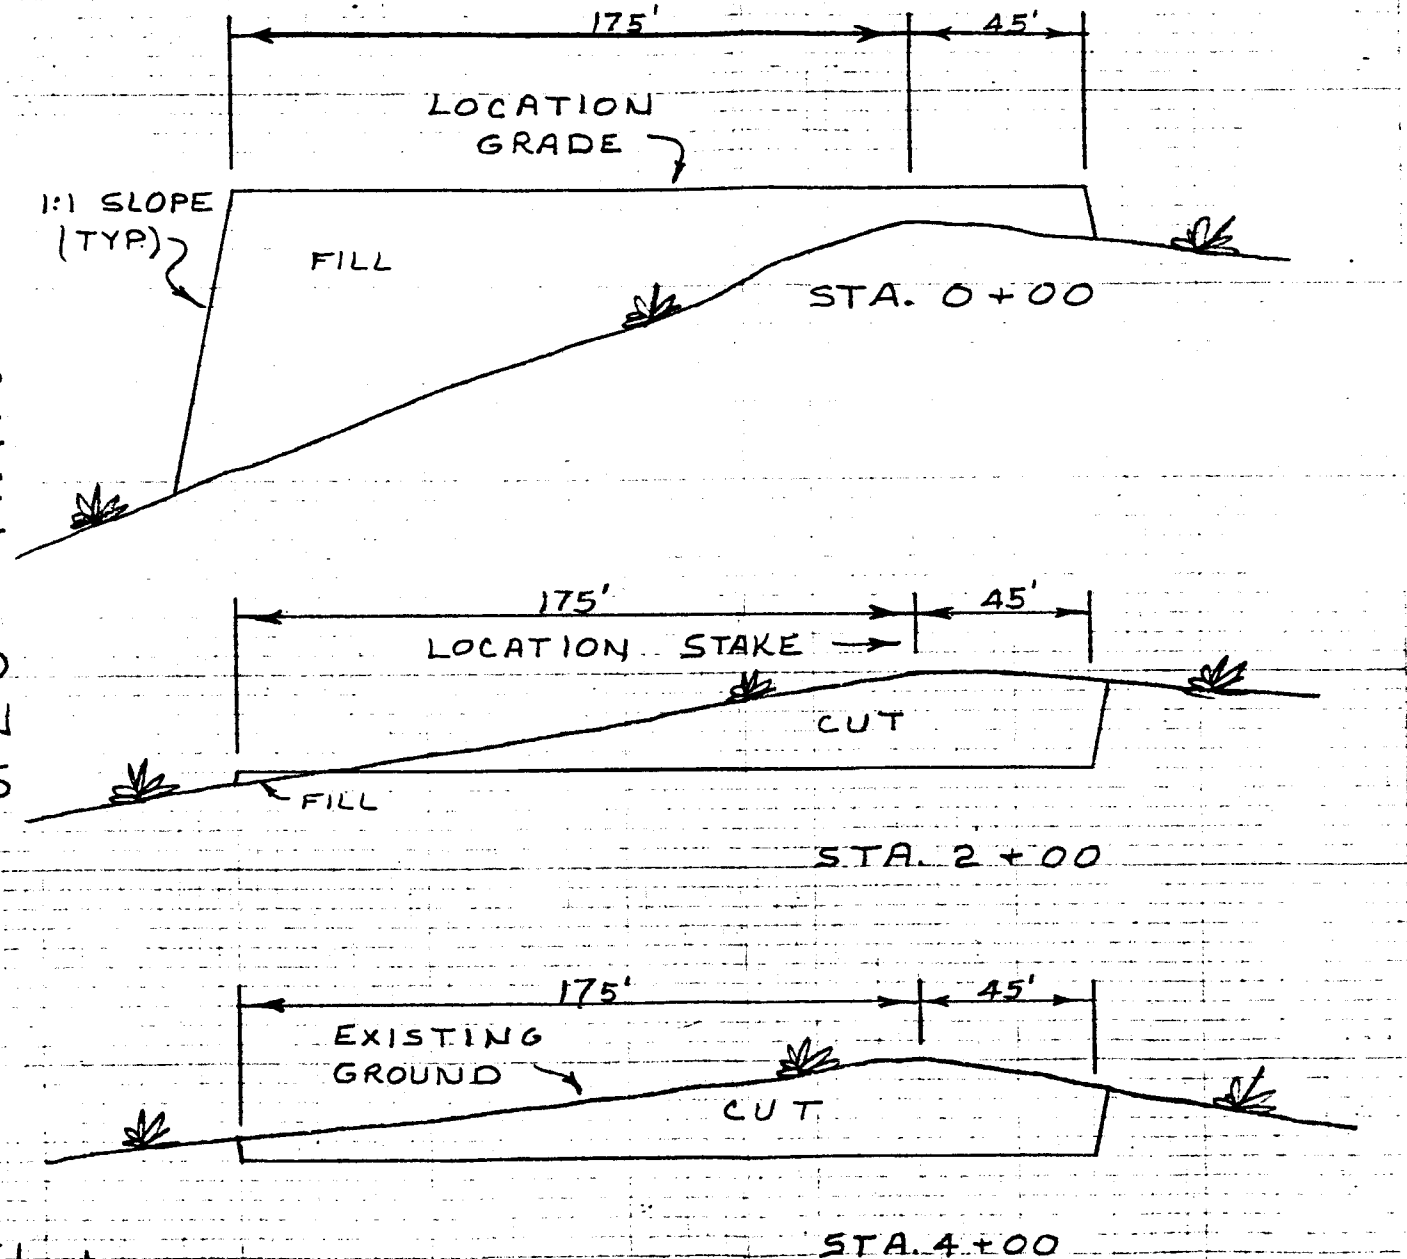 175' 45'
LOCATION
GRADE
1:1 SLOPE
(TYP.)
FILL
STA. 0+00
175' 45'
LOCATION STAKE
CUT
FILL
STA. 2+00
175' 45'
EXISTING
GROUND
CUT
STA. 4+00